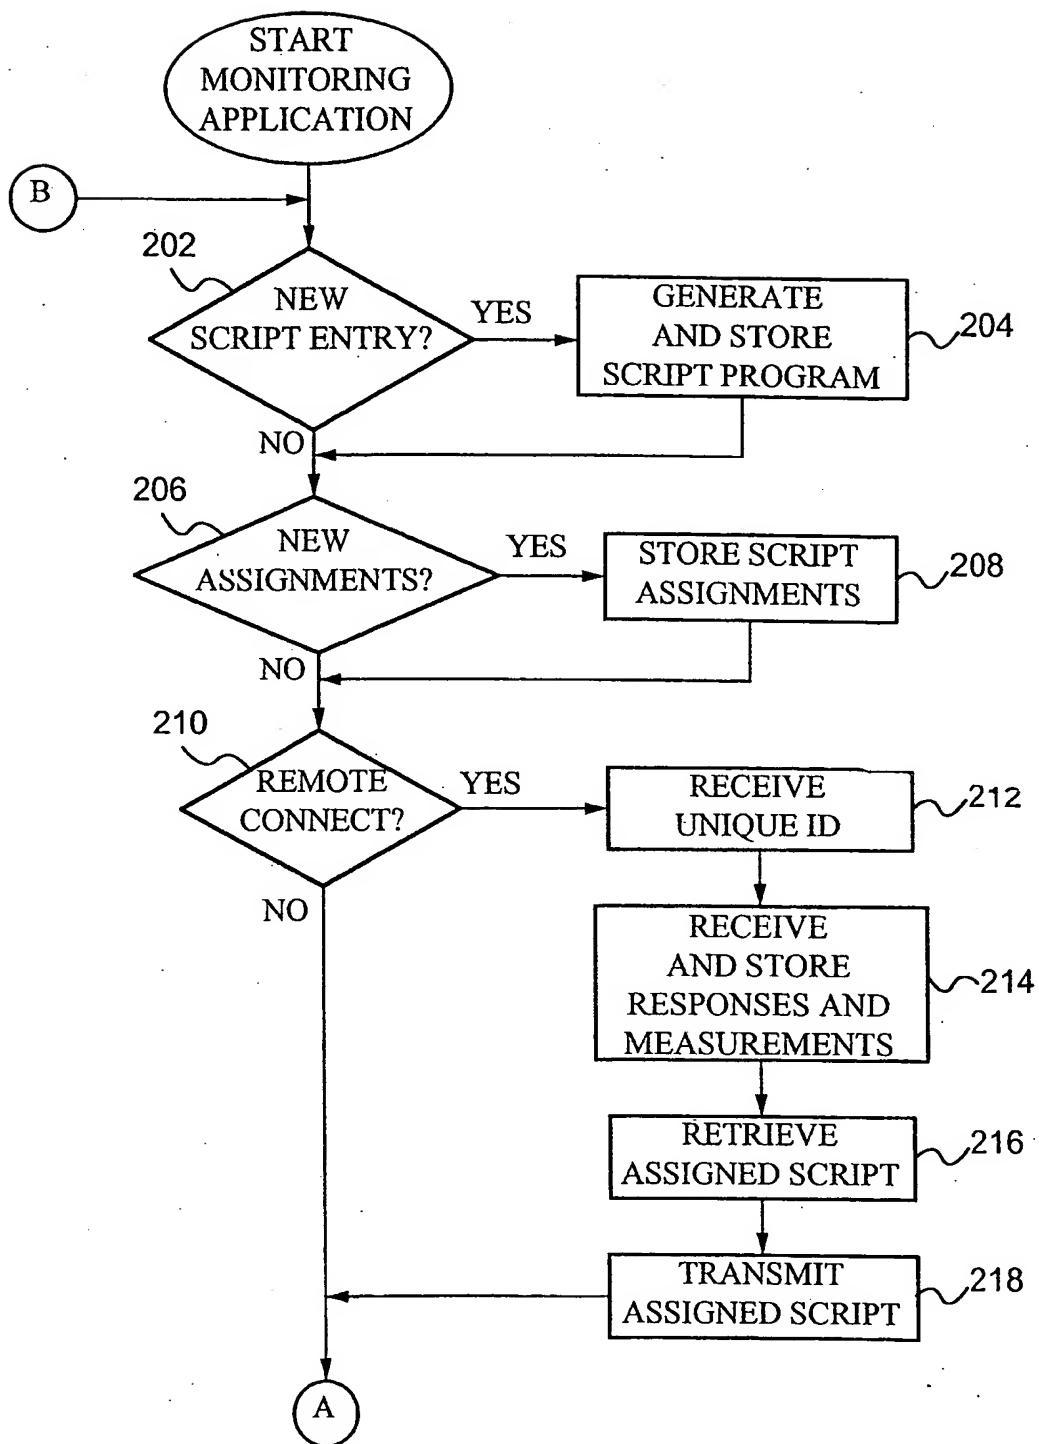 START
MONITORING
APPLICATION
B
202
NEW
SCRIPT ENTRY?
YES
GENERATE
AND STORE
SCRIPT PROGRAM
204
NO
206
NEW
ASSIGNMENTS?
YES
STORE SCRIPT
ASSIGNMENTS
208
NO
210
REMOTE
CONNECT?
YES
RECEIVE
UNIQUE ID
212
NO
RECEIVE
AND STORE
RESPONSES AND
MEASUREMENTS
214
RETRIEVE
ASSIGNED SCRIPT
216
TRANSMIT
ASSIGNED SCRIPT
218
A